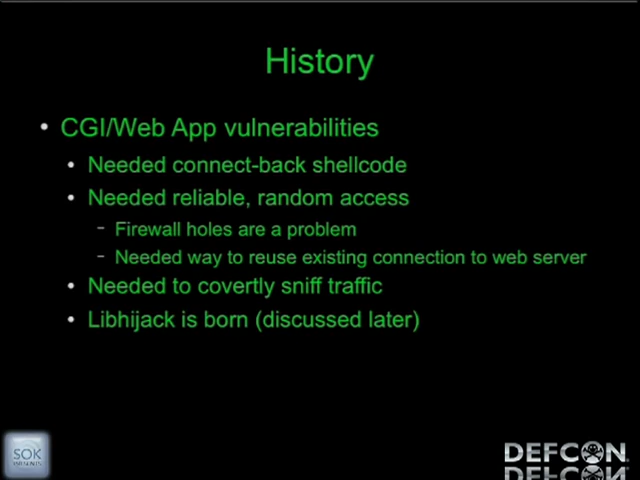 History
CGI/Web App vulnerabilities
Needed connect-back shellcode
Needed reliable, random access
Firewall holes are a problem
Needed way to reuse existing connection to web server
Needed to covertly sniff traffic
Libhijack is born (discussed later)
SOK
DEFCON